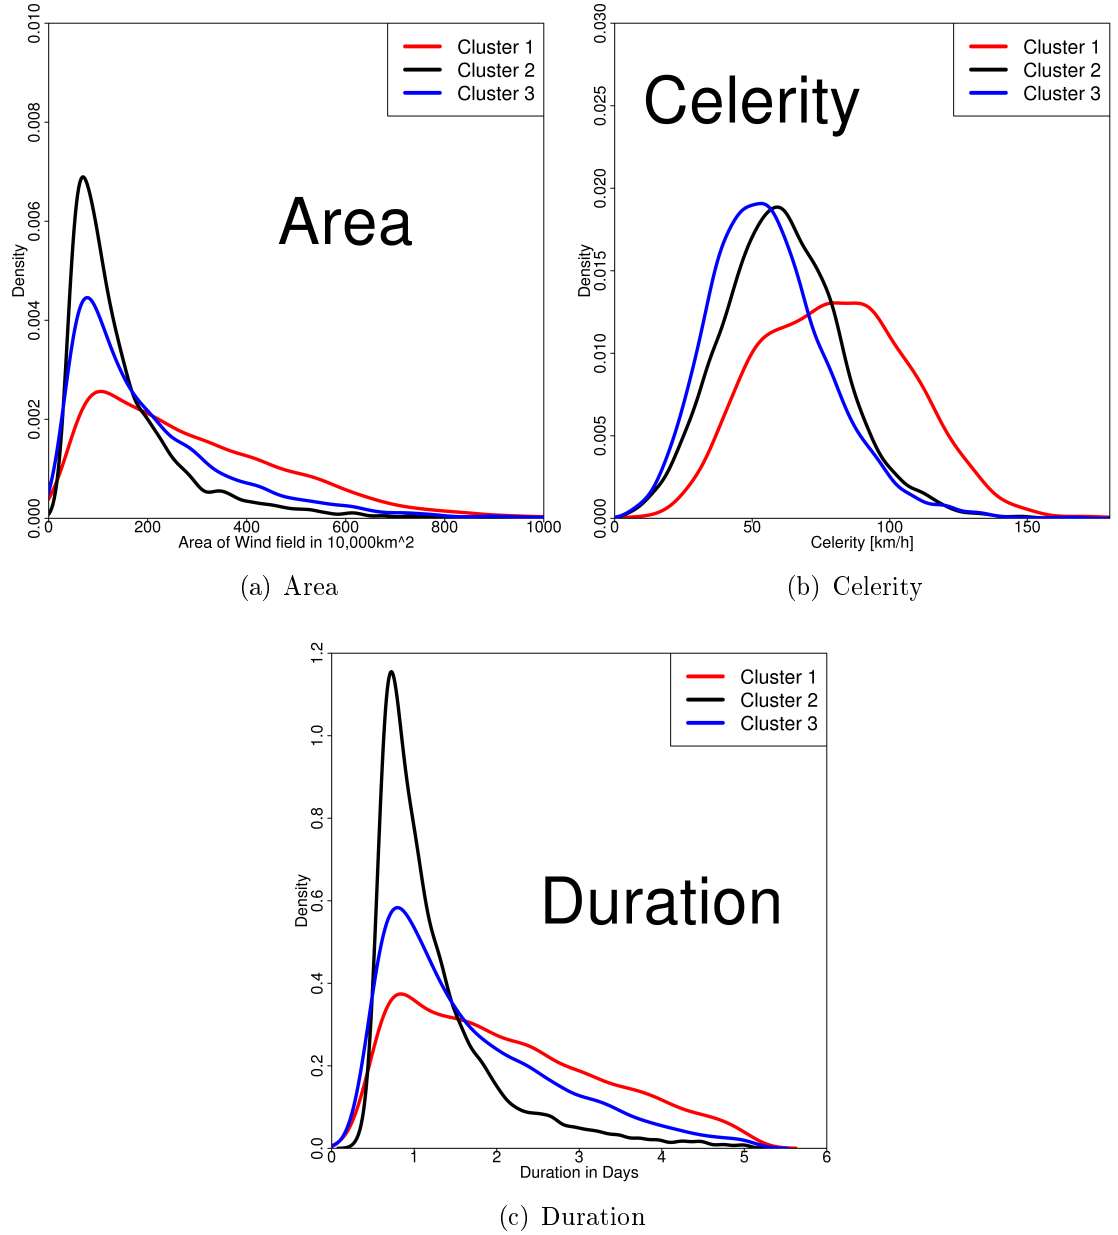 0.010
0.008
0.006
0.004
0.002
0.000
Density
Cluster 1
Cluster 2
Cluster 3
Area
0 200 400 600 800 1000
Area of Wind field in 10,000km^2
(a) Area
0.030
0.025
0.020
0.015
0.010
0.005
0.000
Density
Cluster 1
Cluster 2
Cluster 3
Celerity
0 50 100 150
Celerity [km/h]
(b) Celerity
1.2
1.0
0.8
0.6
0.4
0.2
0.0
Density
Cluster 1
Cluster 2
Cluster 3
Duration
0 1 2 3 4 5 6
Duration in Days
(c) Duration